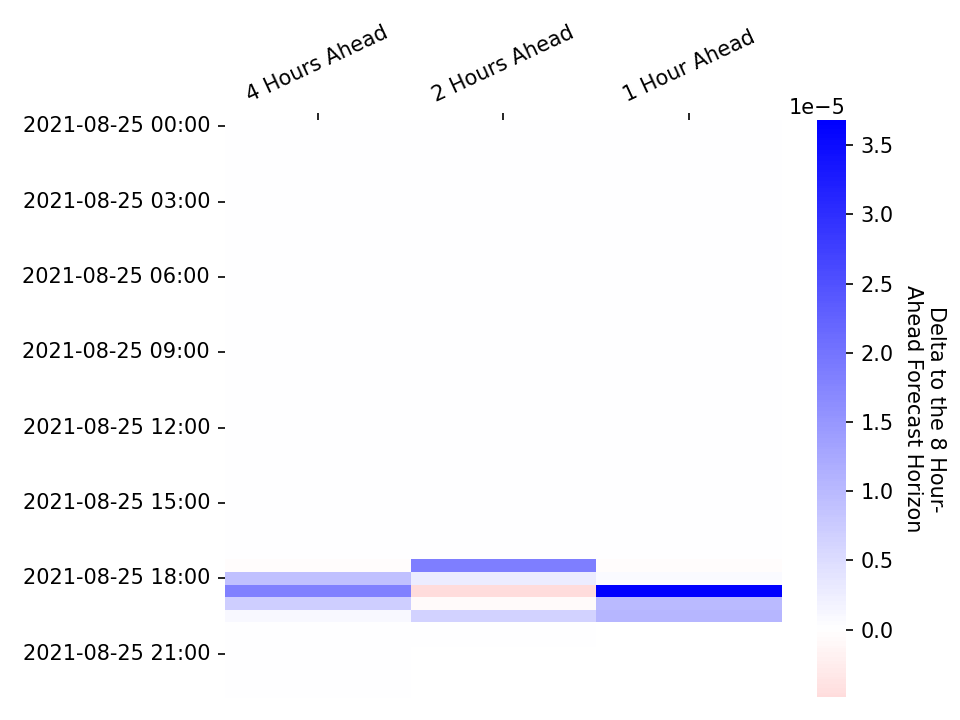 4 Hours Ahead
2 Hours Ahead
1 Hour Ahead
2021-08-25 00:00
2021-08-25 03:00
2021-08-25 06:00
2021-08-25 09:00
2021-08-25 12:00
2021-08-25 15:00
2021-08-25 18:00
2021-08-25 21:00
1e−5
3.5
3.0
2.5
2.0
1.5
1.0
0.5
0.0
Delta to the 8 Hour-
Ahead Forecast Horizon